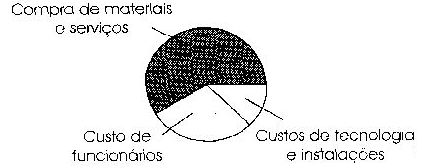 Compra de materiais
e serviços
Custo de
funcionários
Custos de tecnologia
e instalações